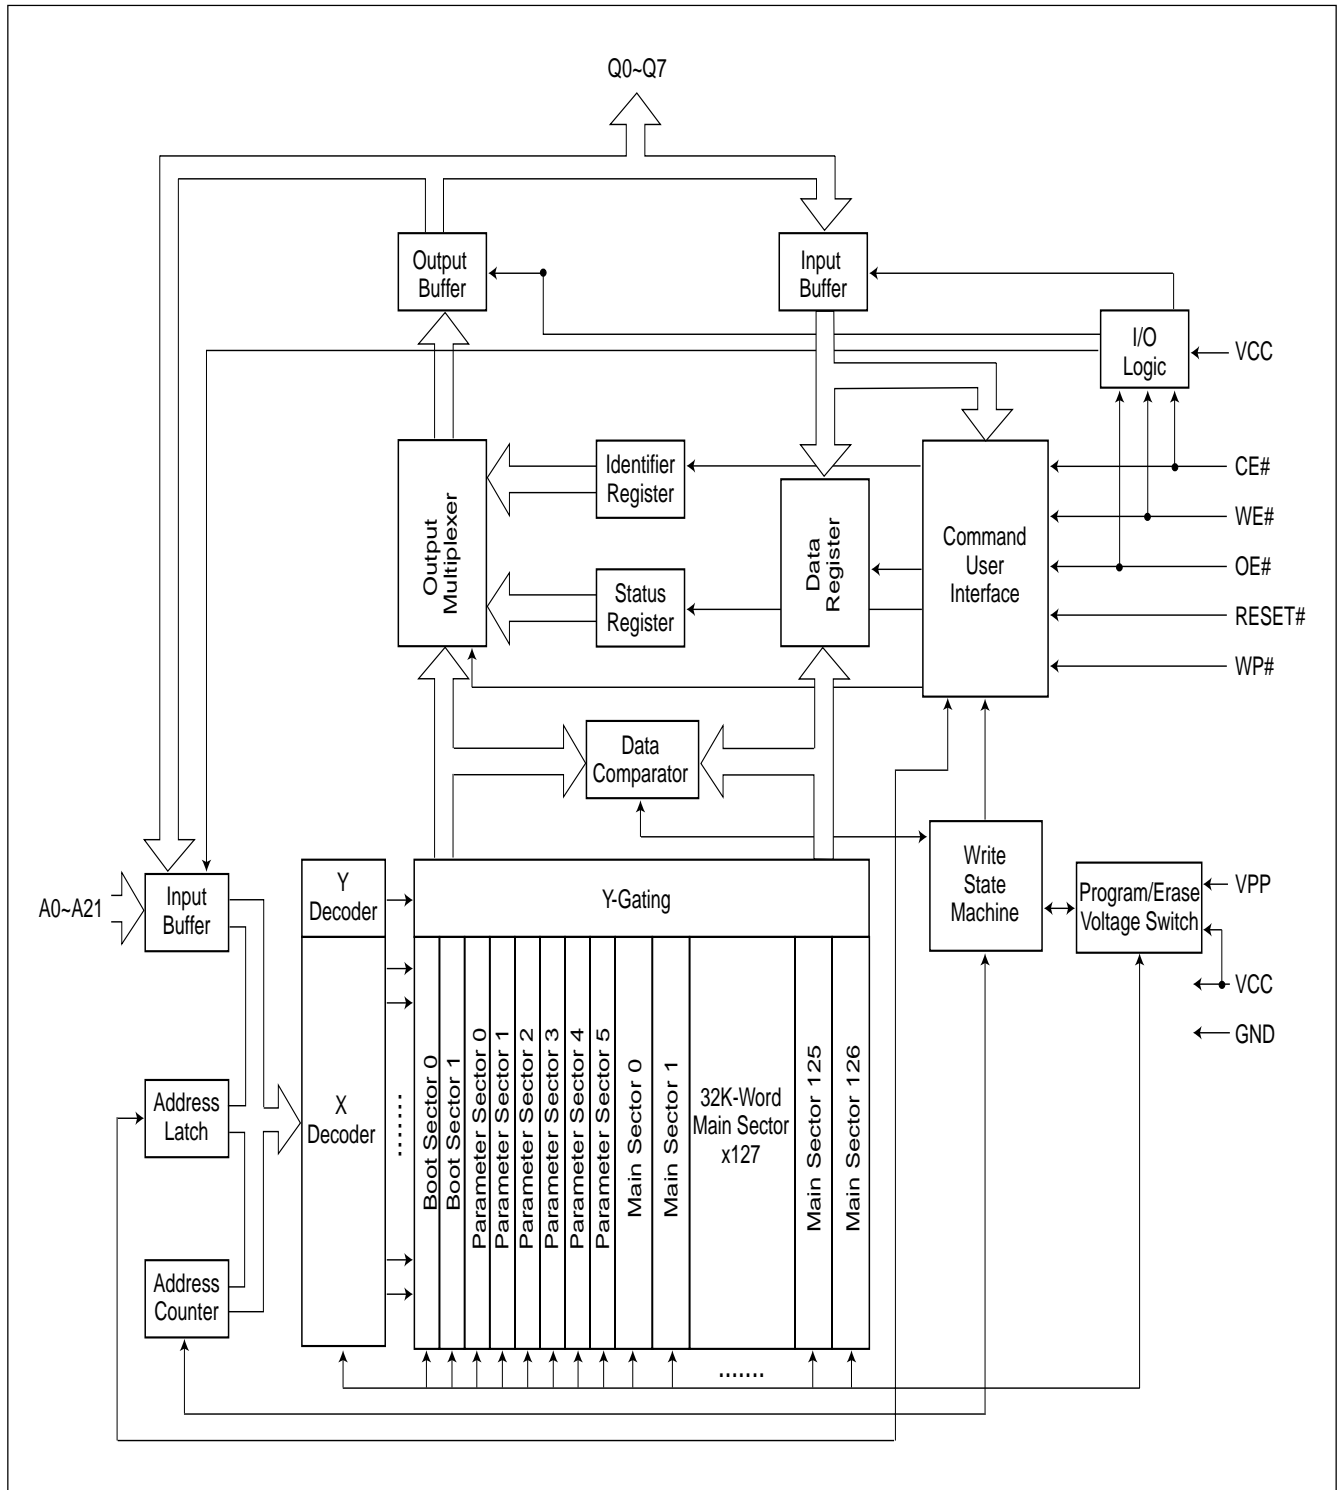 Q0~Q7
Output
Buffer
Input
Buffer
I/O
Logic
VCC
Output
Multiplexer
Identifier
Register
Status
Register
Data
Register
Command
User
Interface
CE#
WE#
OE#
RESET#
WP#
Data
Comparator
Write
State
Machine
Program/Erase
Voltage Switch
VPP
VCC
GND
A0~A21
Input
Buffer
Y
Decoder
Y-Gating
Address
Latch
X
Decoder
.......
Boot Sector 0
Boot Sector 1
Parameter Sector 0
Parameter Sector 1
Parameter Sector 2
Parameter Sector 3
Parameter Sector 4
Parameter Sector 5
Main Sector 0
Main Sector 1
32K-Word
Main Sector
x127
Main Sector 125
Main Sector 126
Address
Counter
.......